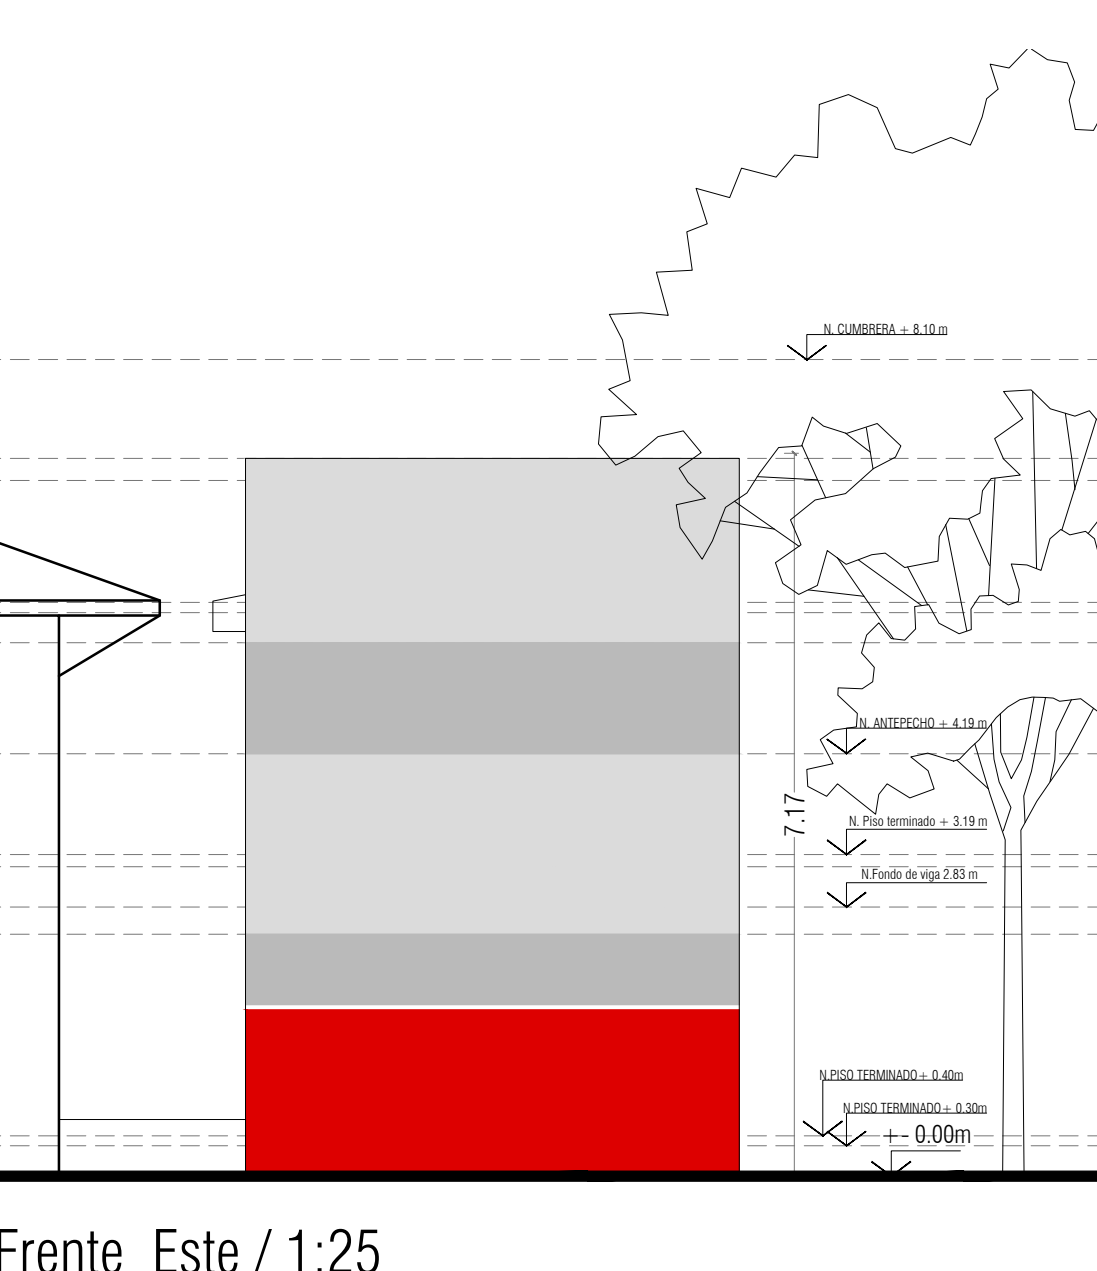 N. CUMBRERA + 8.10 m
N. ANTEPECHO + 4.19 m
7.17
N. Piso terminado + 3.19 m
N.Fondo de viga 2.83 m
N.PISO TERMINADO+ 0.40m
N.PISO TERMINADO+ 0.30m
+- 0.00m
Frente Este / 1:25